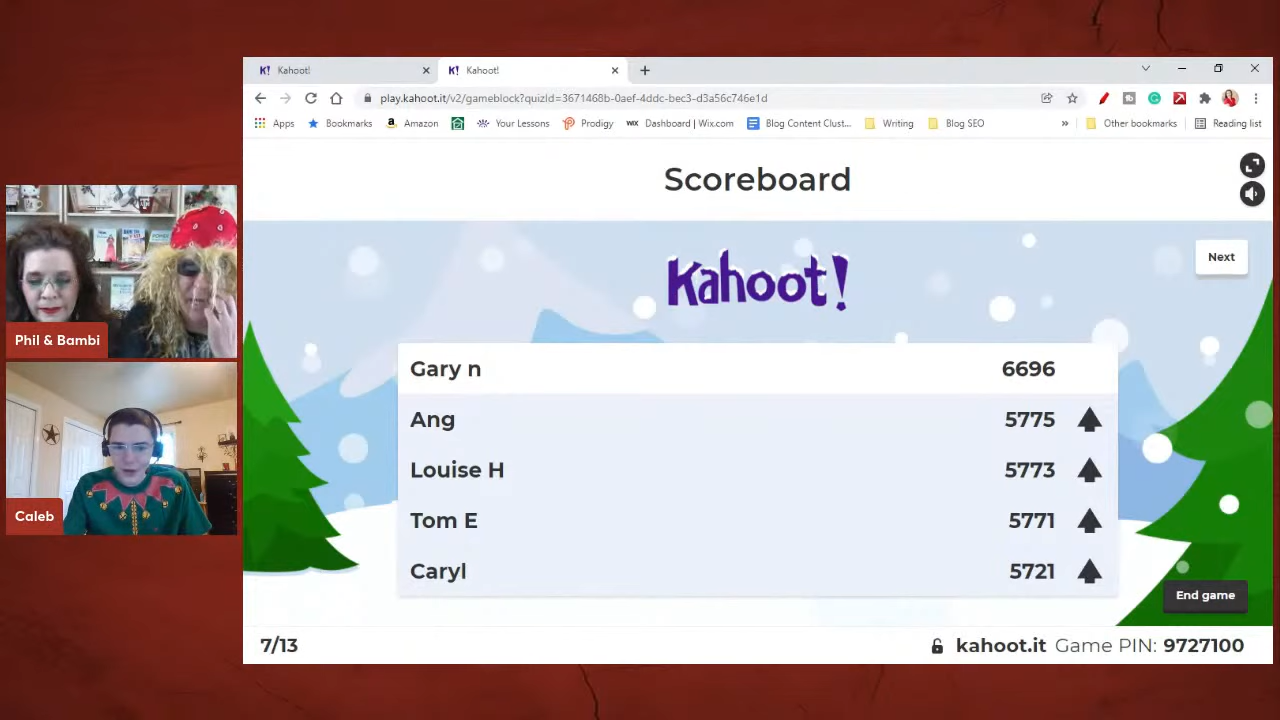 Kahoot!
Kahoot!
play.kahoot.it/v2/gameblock?quizId=3671468b-0aef-4ddc-bec3-d3a56c746e1d
Apps
Bookmarks
Amazon
Your Lessons
Prodigy
WIX Dashboard | Wix.com
Blog Content Clust...
Writing
Blog SEO
»
Other bookmarks
Reading list
Scoreboard
Kahoot!
Next
Gary n 6696
Ang 5775
Louise H 5773
Tom E 5771
Caryl 5721
End game
7/13
kahoot.it Game PIN: 9727100
Phil & Bambi
Caleb